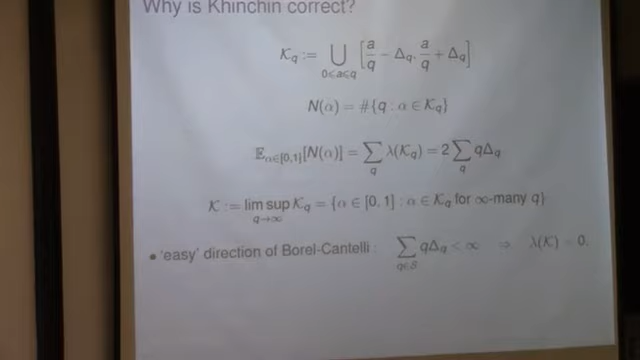 Why is Khinchin correct?
𝒦_q := ⋃_{0≤a≤q} [a/q − Δ_q, a/q + Δ_q]
N(α) = #{q : α ∈ 𝒦_q}
𝔼_{α∈[0,1]}[N(α)] = ∑_q λ(𝒦_q) = 2∑_q qΔ_q
𝒦 := lim sup_{q→∞} 𝒦_q = {α ∈ [0, 1] : α ∈ 𝒦_q for ∞-many q}
• 'easy' direction of Borel-Cantelli : ∑_{q∈S} qΔ_q < ∞ ⇒ λ(𝒦) = 0.